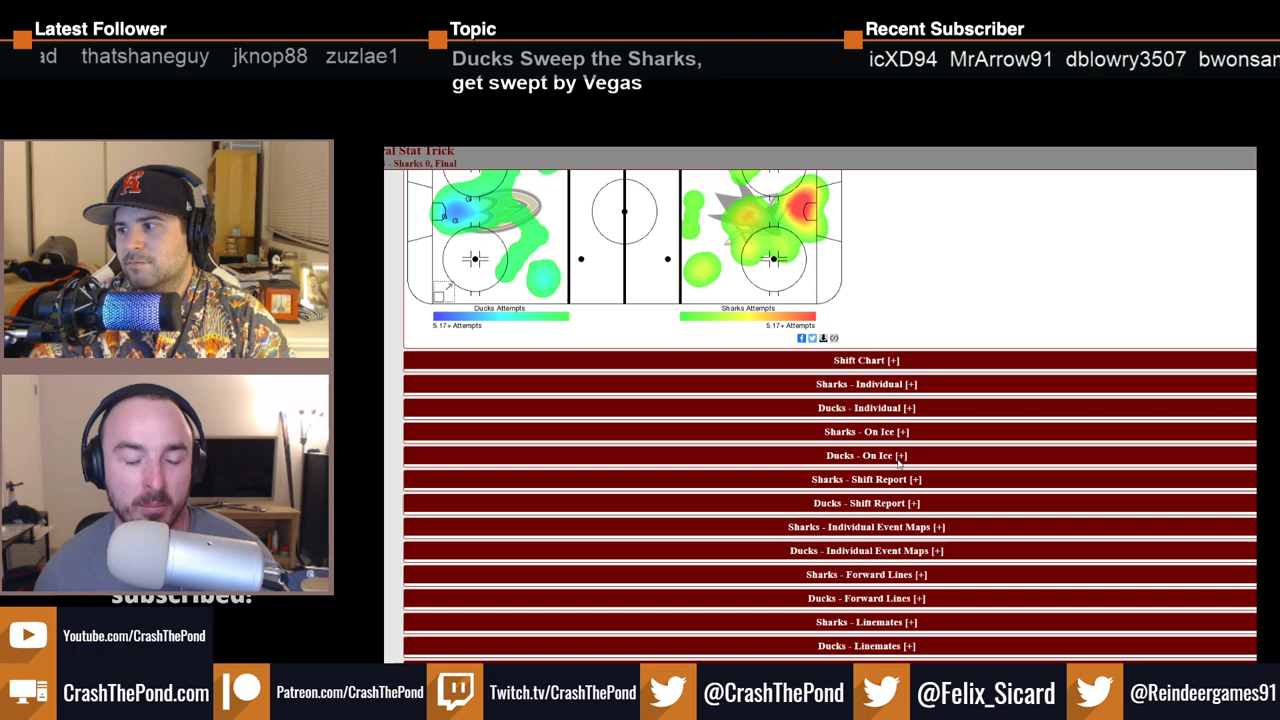 Latest Follower
Topic
Recent Subscriber
ad thatshaneguy jknop88 zuzlae1
Ducks Sweep the Sharks,
get swept by Vegas
icXD94 MrArrow91 dblowry3507 bwonsan
ral Stat Trick
- Sharks 0, Final
Ducks Attempts
Sharks Attempts
5.17+ Attempts
5.17+ Attempts
Shift Chart [+]
Sharks - Individual [+]
Ducks - Individual [+]
Sharks - On Ice [+]
Ducks - On Ice [+]
Sharks - Shift Report [+]
Ducks - Shift Report [+]
Sharks - Individual Event Maps [+]
Ducks - Individual Event Maps [+]
Sharks - Forward Lines [+]
Ducks - Forward Lines [+]
Sharks - Linemates [+]
Ducks - Linemates [+]
subscribed!
Youtube.com/CrashThePond
CrashThePond.com
Patreon.com/CrashThePond
Twitch.tv/CrashThePond
@CrashThePond
@Felix_Sicard
@Reindeergames91